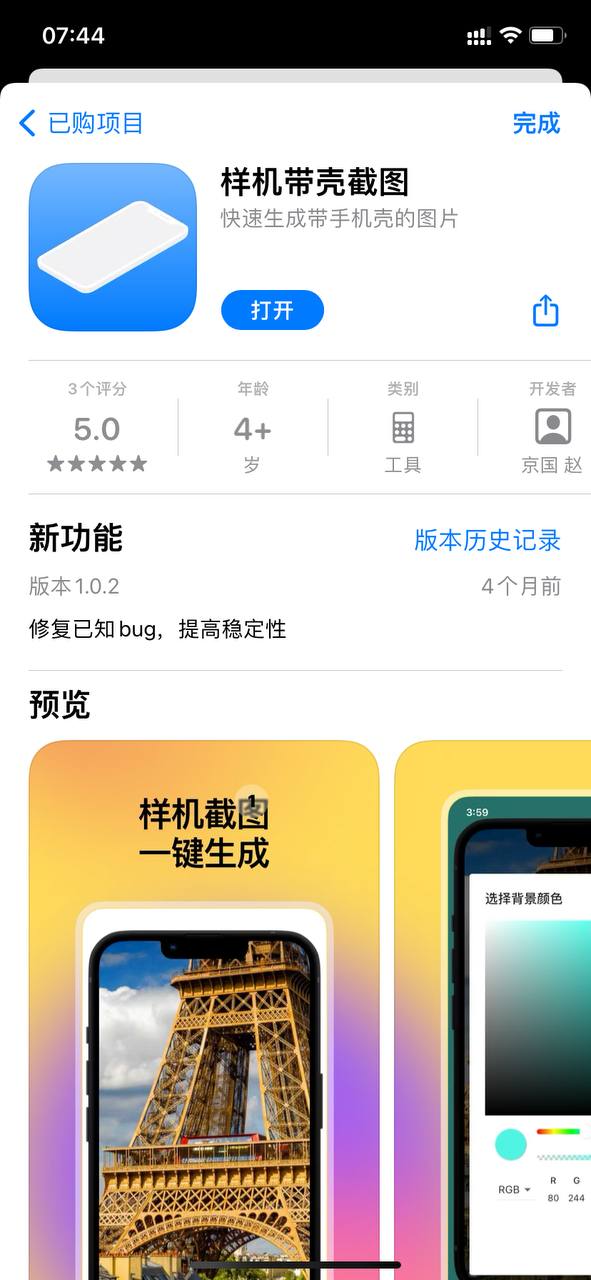 07:44
已购项目
完成
样机带壳截图
快速生成带手机壳的图片
打开
3个评分
5.0
★★★★★
年龄
4+
岁
类别
工具
开发者
京国 赵
新功能
版本历史记录
版本1.0.2
4个月前
修复已知bug，提高稳定性
预览
1
样机截图
一键生成
3:59
选择背景颜色
RGB
R
G
80
244